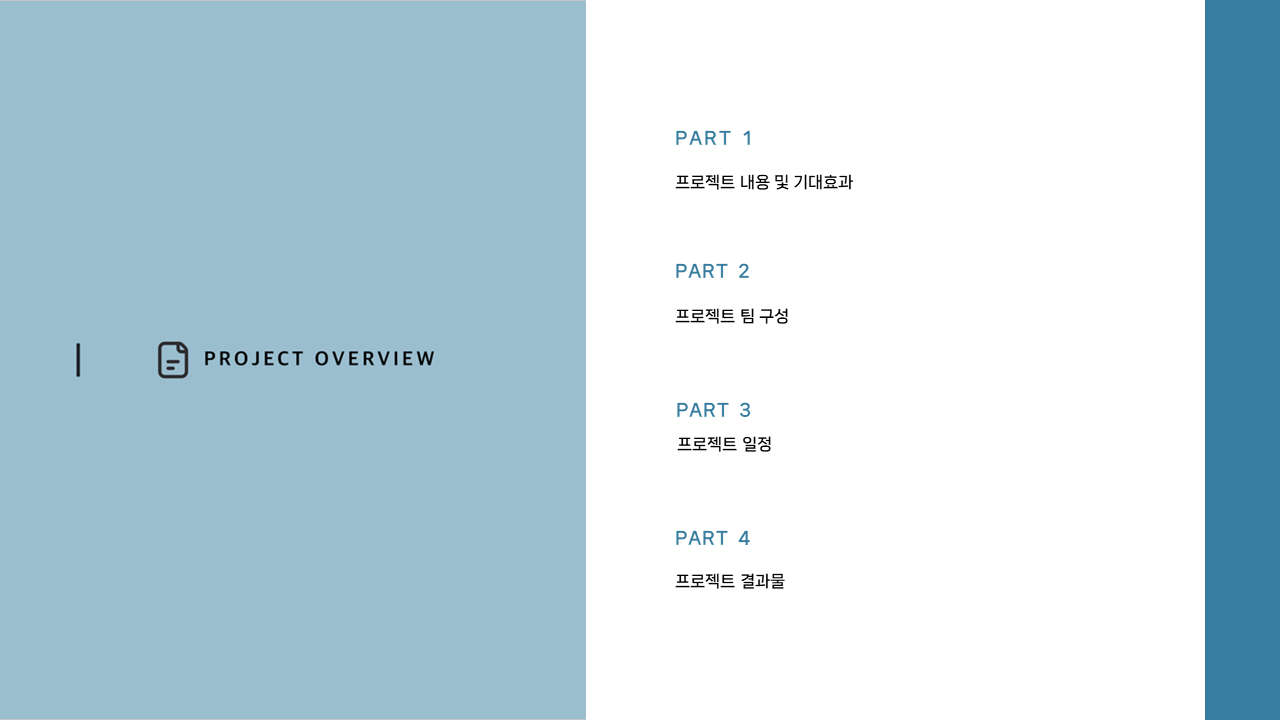 PROJECT OVERVIEW
PART 1
프로젝트 내용 및 기대효과
PART 2
프로젝트 팀 구성
PART 3
프로젝트 일정
PART 4
프로젝트 결과물